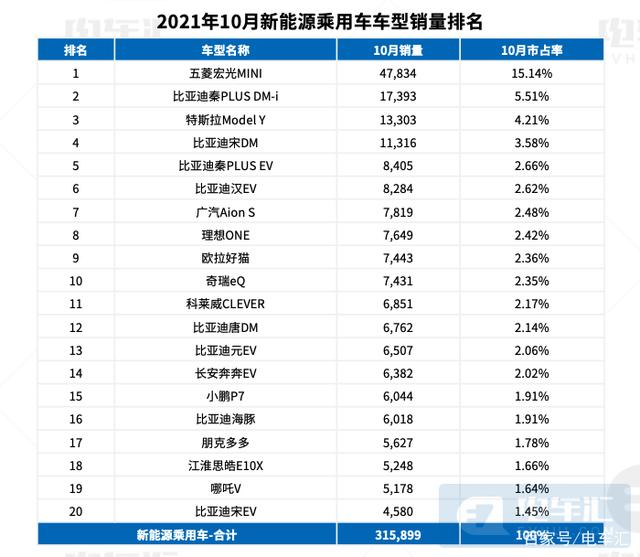 2021年10月新能源乘用车车型销量排名
排名 车型名称 10月销量 10月市占率
1 五菱宏光MINI 47,834 15.14%
2 比亚迪秦PLUS DM-i 17,393 5.51%
3 特斯拉Model Y 13,303 4.21%
4 比亚迪宋DM 11,316 3.58%
5 比亚迪秦PLUS EV 8,405 2.66%
6 比亚迪汉EV 8,284 2.62%
7 广汽Aion S 7,819 2.48%
8 理想ONE 7,649 2.42%
9 欧拉好猫 7,443 2.36%
10 奇瑞eQ 7,431 2.35%
11 科莱威CLEVER 6,851 2.17%
12 比亚迪唐DM 6,762 2.14%
13 比亚迪元EV 6,507 2.06%
14 长安奔奔EV 6,382 2.02%
15 小鹏P7 6,044 1.91%
16 比亚迪海豚 6,018 1.91%
17 朋克多多 5,627 1.78%
18 江淮思皓E10X 5,248 1.66%
19 哪吒V 5,178 1.64%
20 比亚迪宋EV 4,580 1.45%
新能源乘用车-合计 315,899 100%
电车汇
百家号/电车汇